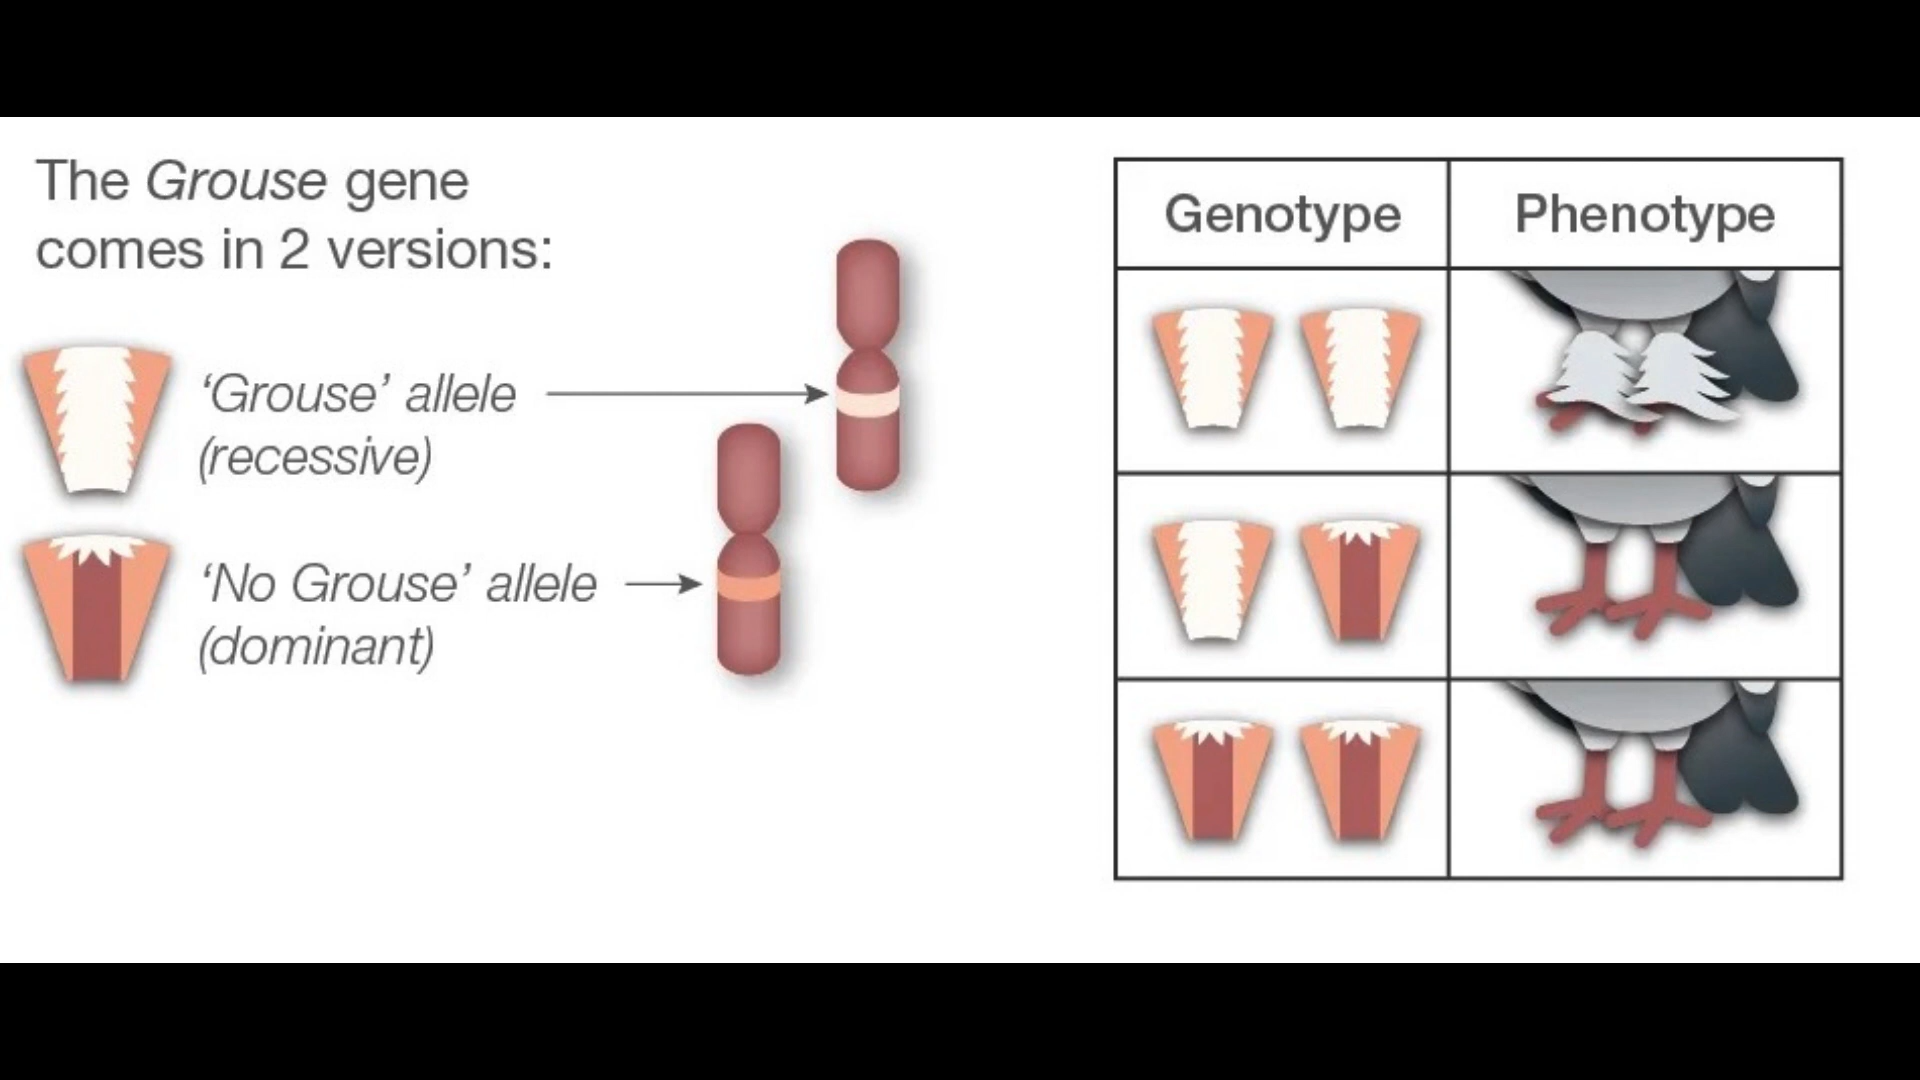 The Grouse gene
comes in 2 versions:
‘Grouse’ allele
(recessive)
‘No Grouse’ allele
(dominant)
Genotype
Phenotype